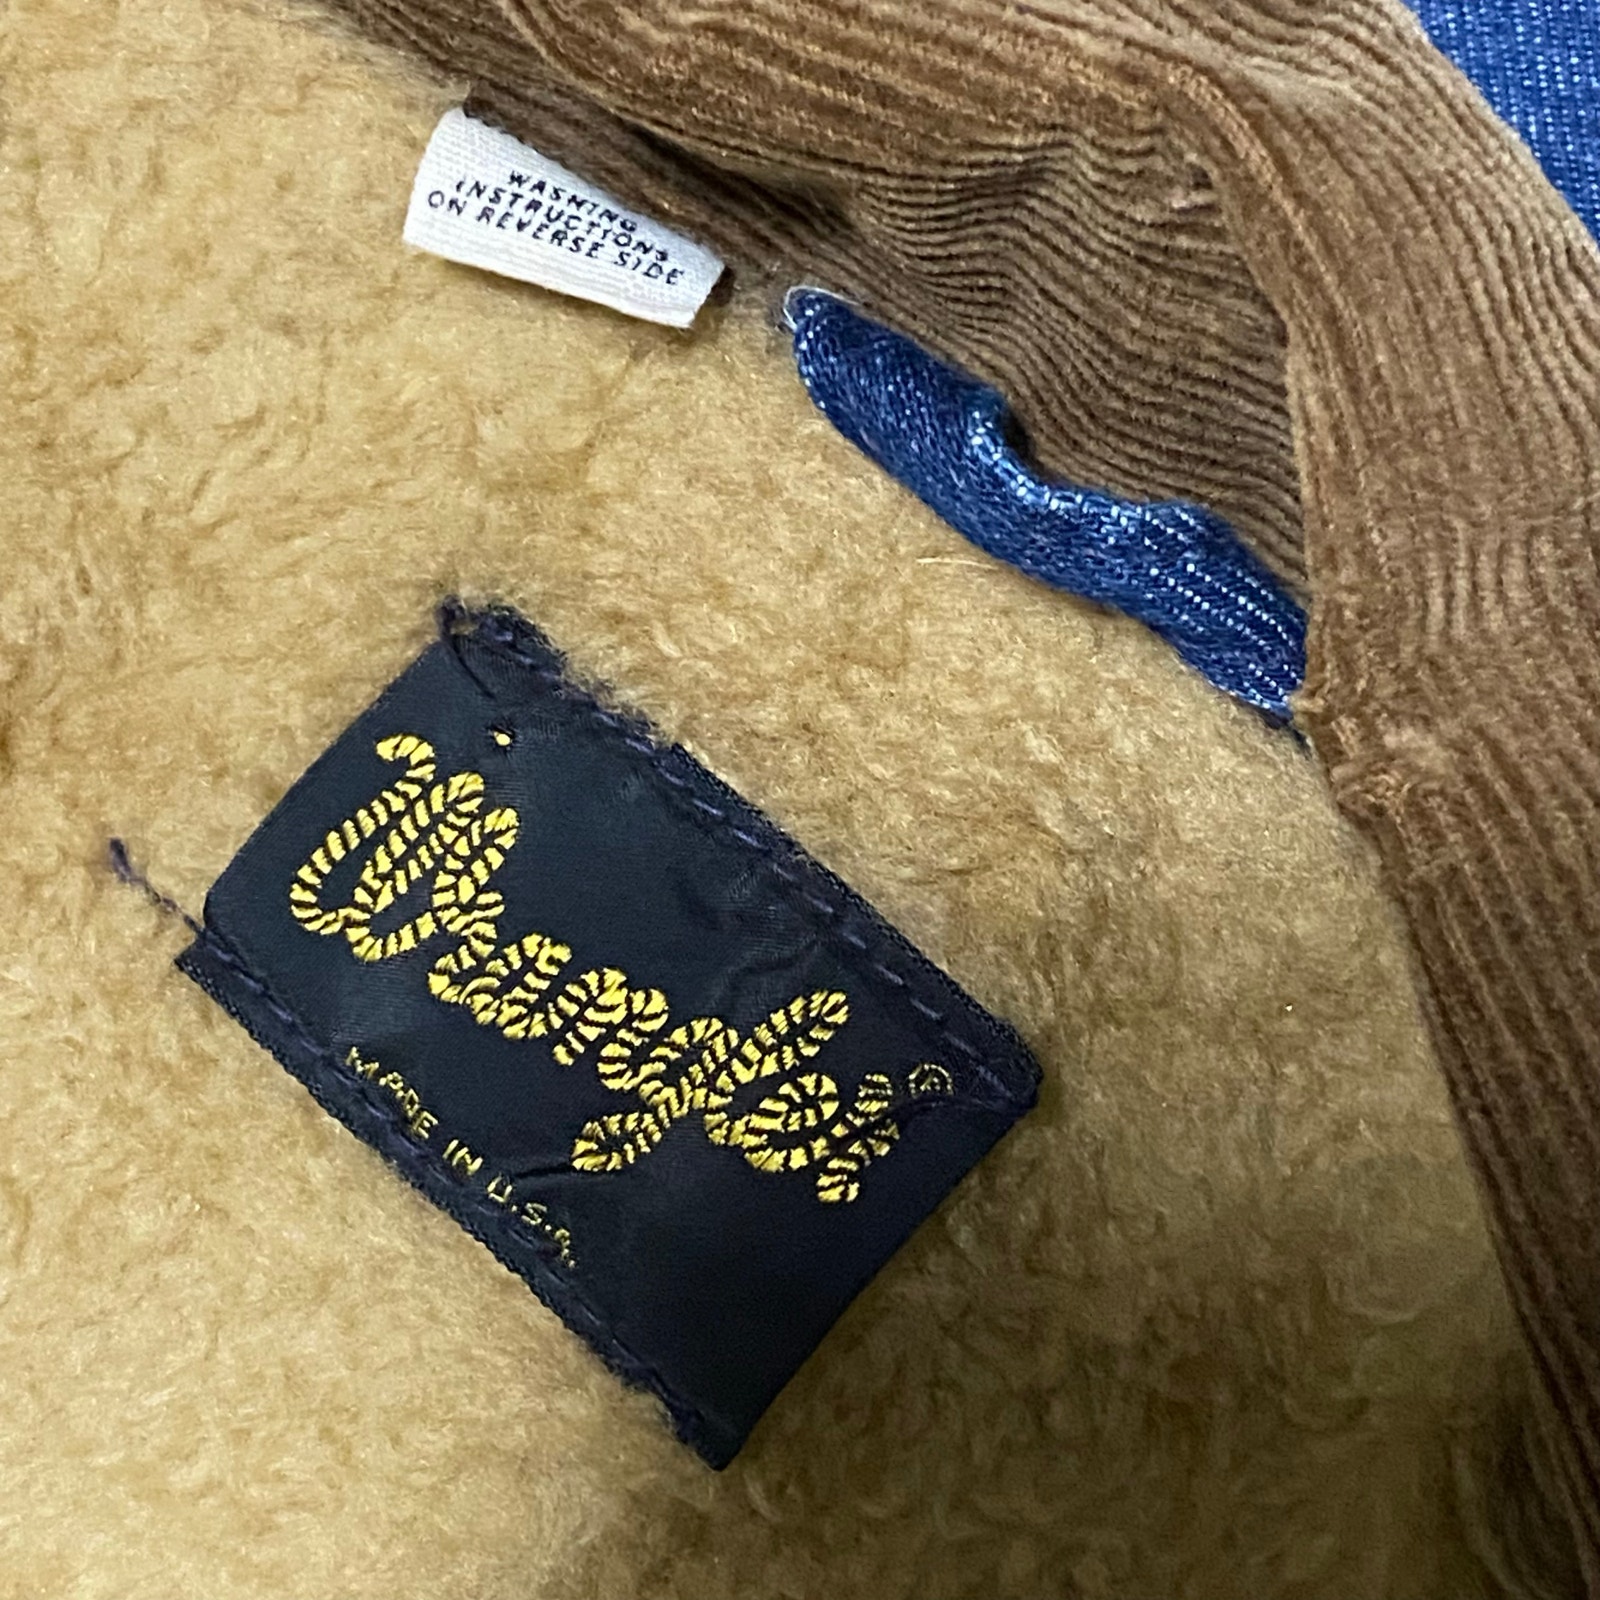 WASHING
INSTRUCTIONS
ON REVERSE SIDE
Wrangler®
MADE IN U.S.A.